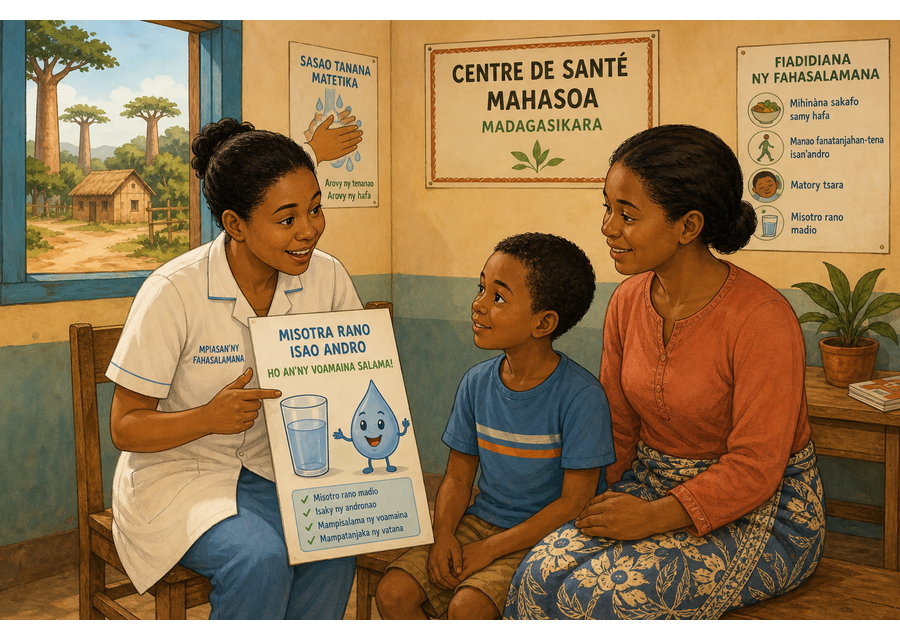 SASAO TANANA
MATETIKA
Arovy ny tenanao
Arovy ny hafa
CENTRE DE SANTÉ
MAHASOA
MADAGASIKARA
FIADIDIANA
NY FAHASALAMANA
Mihinàna sakafo
samy hafa
Manao fanatanjahan-tena
isan'andro
Matory tsara
Misotro rano
madio
MPIASAN'NY
FAHASALAMANA
MISOTRA RANO
ISAO ANDRO
HO AN'NY VOAMAINA SALAMA!
Misotro rano madio
Isaky ny andronao
Mampisalama ny voamaina
Mampatanjaka ny vatana